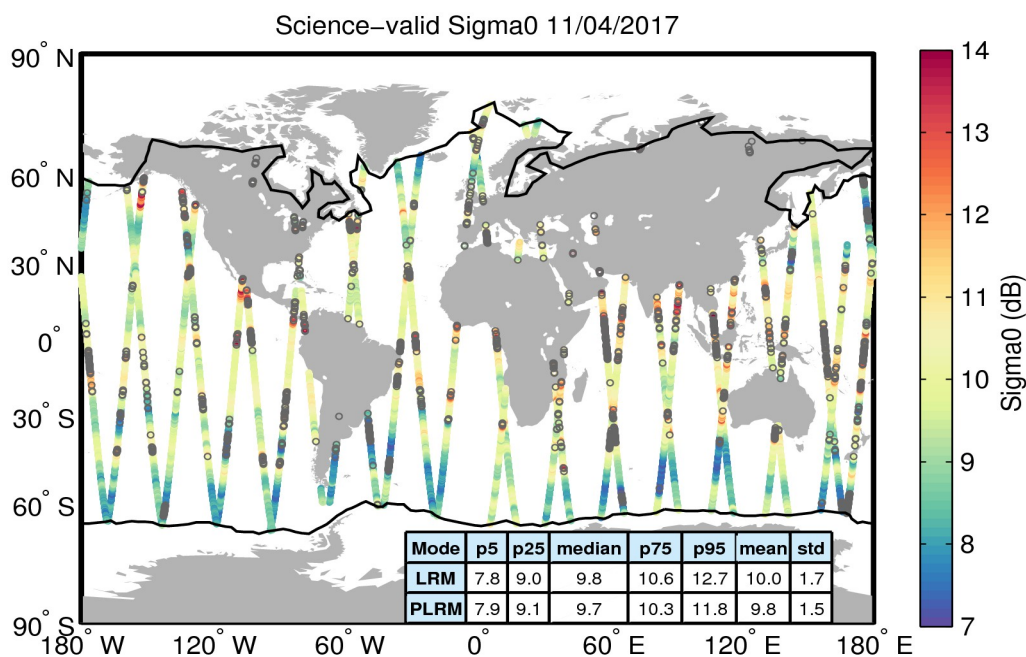 Science−valid Sigma0 11/04/2017
90° N
60° N
30° N
0°
30° S
60° S
90° S
180° W
120° W
60° W
0°
60° E
120° E
180° E
14
13
12
11
10
9
8
7
Sigma0 (dB)
Mode p5 p25 median p75 p95 mean std
LRM 7.8 9.0 9.8 10.6 12.7 10.0 1.7
PLRM 7.9 9.1 9.7 10.3 11.8 9.8 1.5